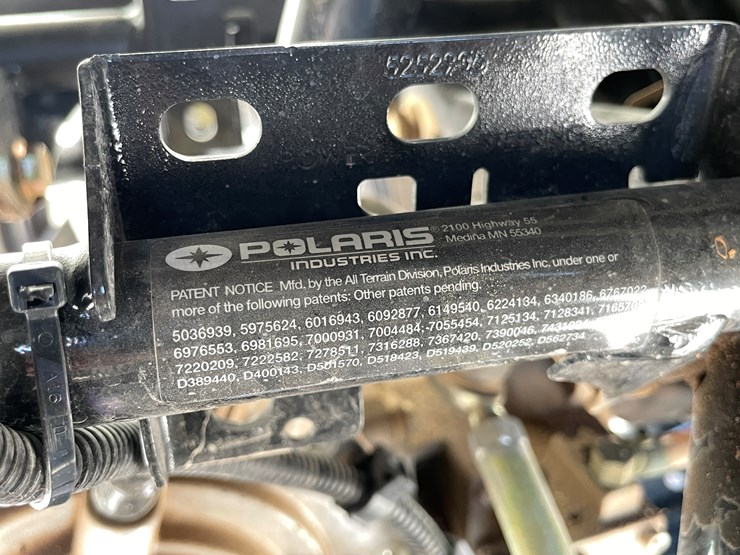 POLARIS ® 2100 Highway 55
INDUSTRIES INC. Medina MN 55340
PATENT NOTICE Mfd. by the All Terrain Division, Polaris Industries Inc. under one or
more of the following patents: Other patents pending.
5036939, 5975624, 6016943, 6092877, 6149540, 6224134, 6340186, 6767022
6976553, 6981695, 7000931, 7004484, 7055454, 7125134, 7128341,
7220209, 7222582, 7278511, 7316288, 7367420, 7390046,
D389440, D400143, D501570, D518423, D519439, D520252, D562734